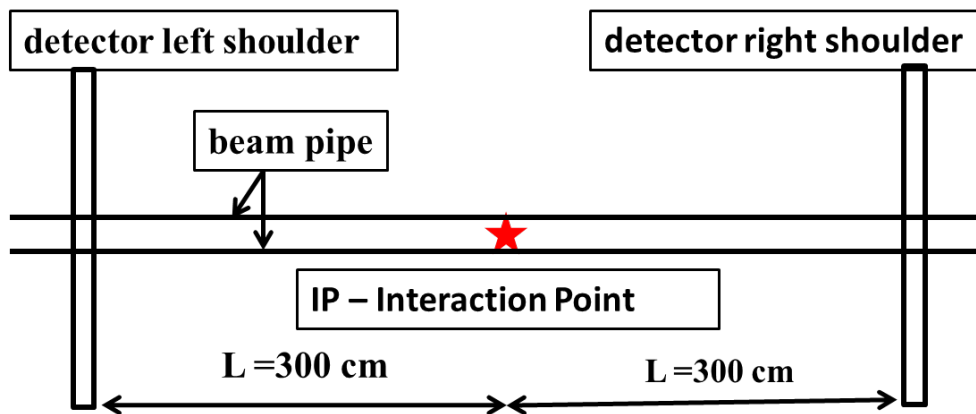 detector left shoulder
detector right shoulder
beam pipe
IP – Interaction Point
L =300 cm
L =300 cm